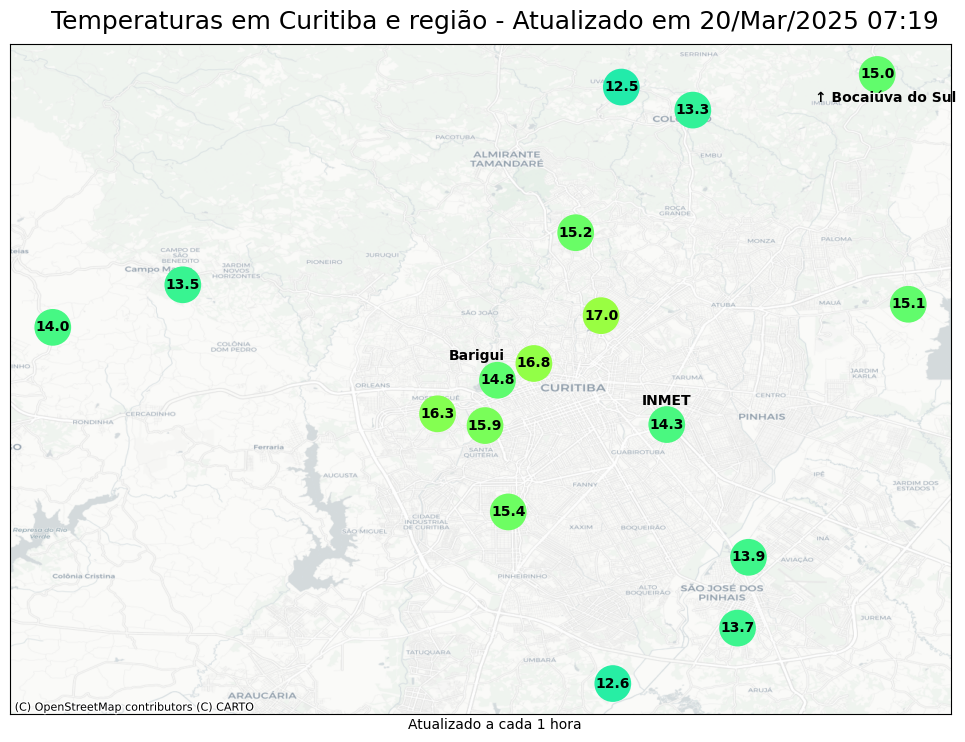 Temperaturas em Curitiba e região - Atualizado em 20/Mar/2025 07:19
SERRINHA
15.0
12.5
↑ Bocaiúva do Sul
13.3
PACOTUBA
ALMIRANTE
TAMANDARÉ
EMBU
ROÇA
GRANDE
15.2
MONZA
PALOMA
CAMPO DE
SÃO
BENEDITO
JURUQUI
PIONEIRO
JARDIM
NOVOS
HORIZONTES
13.5
15.1
MAUÁ
ATUBA
SÃO JOÃO
17.0
14.0
COLÔNIA
DOM PEDRO
Barigui
16.8
JARDIM
KARLA
TARUMÃ
14.8
ORLEANS
CURITIBA
CENTRO
INMET
16.3
CERCADINHO
RONDINHA
PINHAIS
15.9
14.3
Ferraria
SANTA
QUITÉRIA
GUABIROTUBA
AUGUSTA
IPÊ
JARDIM DOS
ESTADOS I
FANNY
15.4
CIDADE
INDUSTRIAL
DE CURITIBA
SÃO MIGUEL
XAXIM
BOQUEIRÃO
Represa do Rio
Verde
INÁ
13.9
AVIAÇÃO
Colônia Cristina
PINHEIRINHO
ALTO
BOQUEIRÃO
SÃO JOSÉ DOS
PINHAIS
JUREMA
13.7
TATUQUARA
UMBARÁ
12.6
ARUJÁ
ARAUCÁRIA
(C) OpenStreetMap contributors (C) CARTO
Atualizado a cada 1 hora